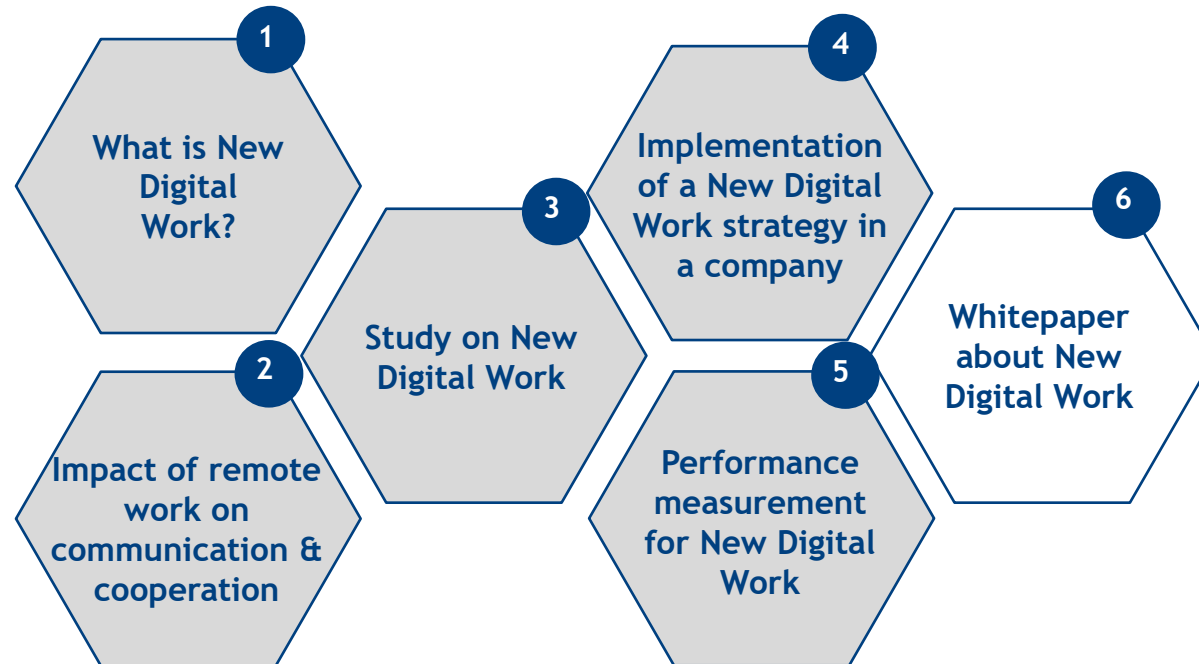 1
What is New
Digital
Work?
2
Impact of remote
work on
communication &
cooperation
3
Study on New
Digital Work
4
Implementation
of a New Digital
Work strategy in
a company
5
Performance
measurement
for New Digital
Work
6
Whitepaper
about New
Digital Work